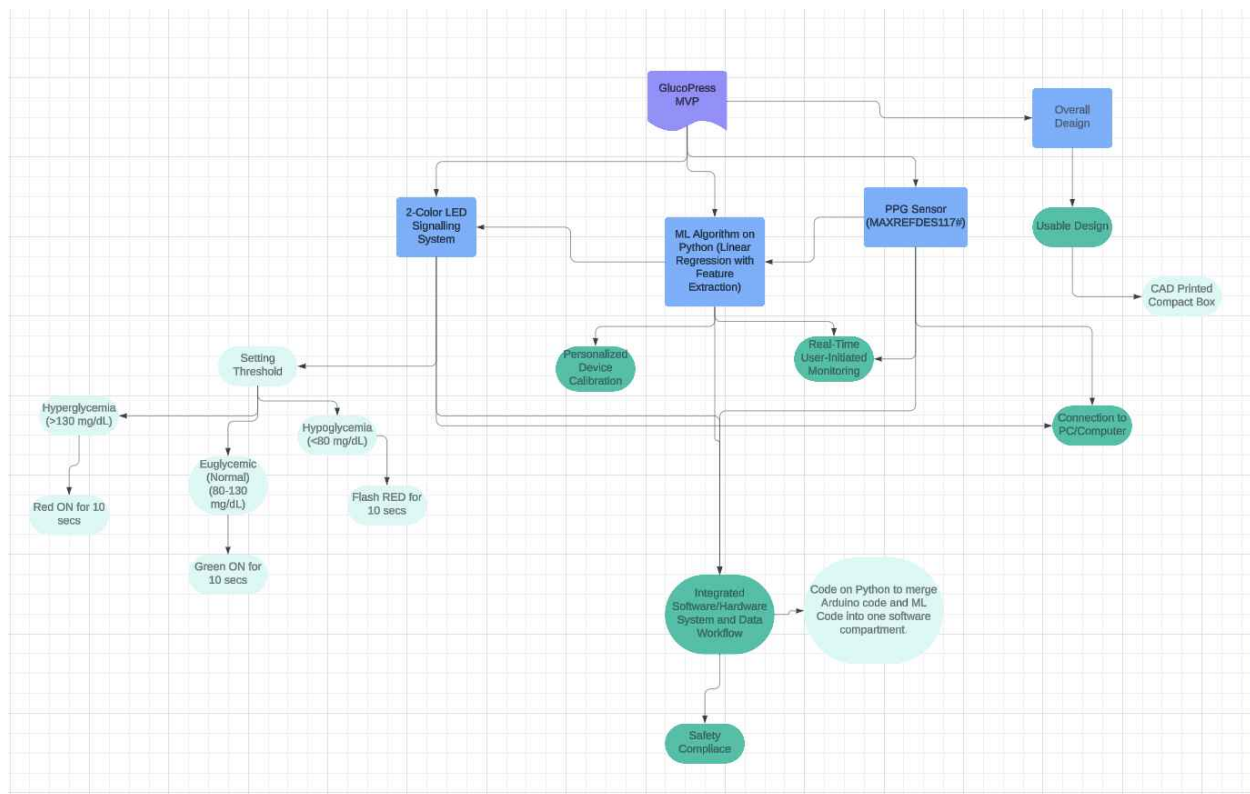 GlucoPress
MVP
Overall
Deaign
2-Color LED
Signalling
System
ML Algorithm on
Python (Linear
Regression with
Feature
Extraction)
PPG Sensor
(MAXREFDES117#)
Usable Design
CAD Printed
Compact Box
Setting
Threshold
Personalized
Device
Calibration
Real-Time
User-Initiated
Monitoring
Hyperglycemia
(>130 mg/dL)
Hypoglycemia
(<80 mg/dL)
Connection to
PC/Computer
Euglycemic
(Normal)
(80-130
mg/dL)
Red ON for 10
secs
Flash RED for
10 secs
Green ON for
10 secs
Integrated
Software/Hardware
System and Data
Workflow
Code on Python to merge
Arduino code and ML
Code into one software
compartment.
Safety
Compliace